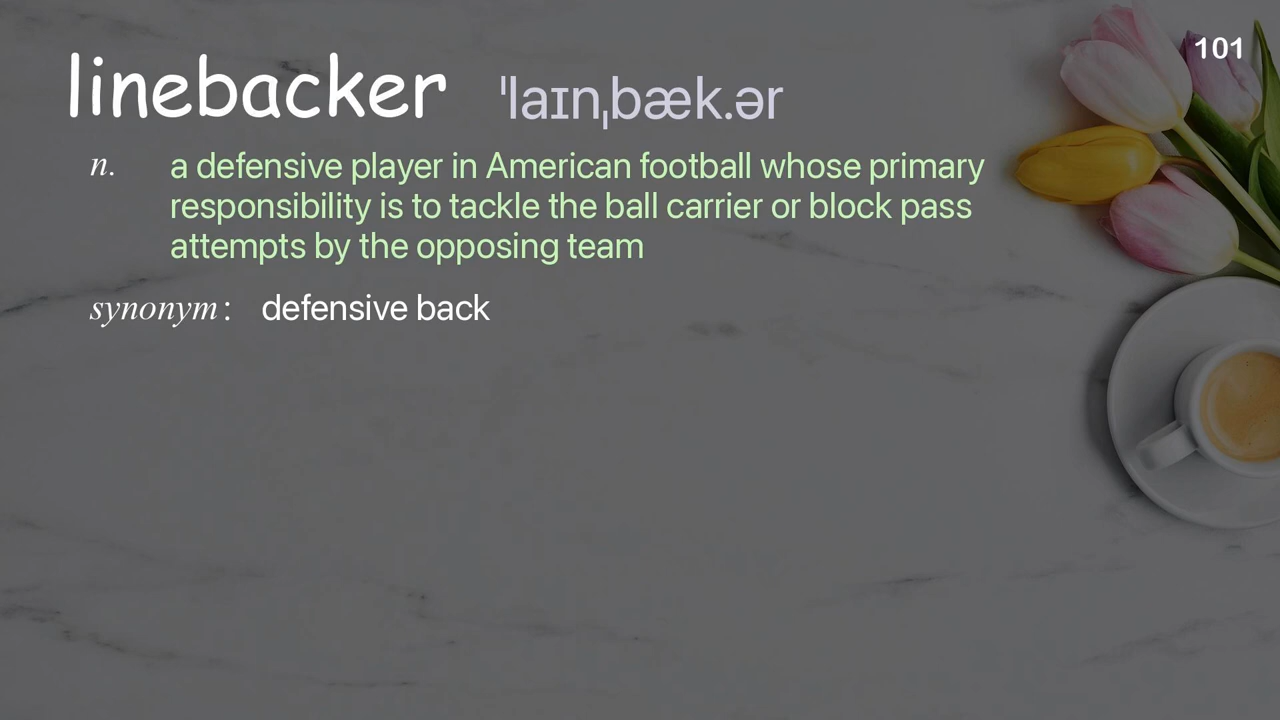 101
linebacker ˈlaɪnˌbæk.ər
n. a defensive player in American football whose primary
responsibility is to tackle the ball carrier or block pass
attempts by the opposing team
synonym: defensive back